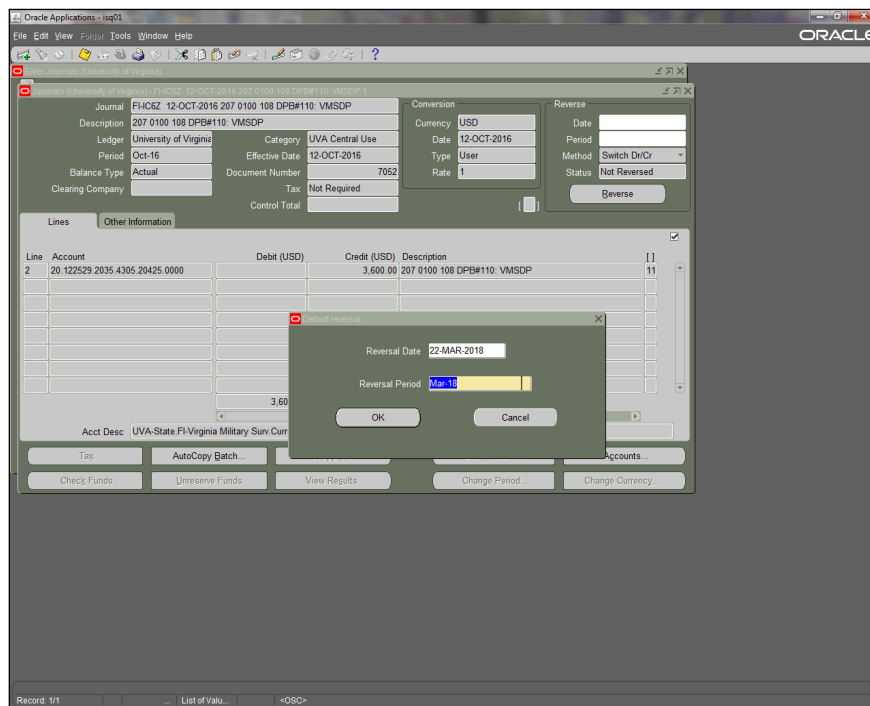 Oracle Applications - isq01
File Edit View Folder Tools Window Help
ORACLE
Enter Journals (University of Virginia)
Journals (University of Virginia) - FI-IC6Z 12-OCT-2016 207 0100 108 DPB#110: VMSDP 1
Journal FI-IC6Z 12-OCT-2016 207 0100 108 DPB#110: VMSDP
Description 207 0100 108 DPB#110: VMSDP
Ledger University of Virginia Category UVA Central Use
Period Oct-16 Effective Date 12-OCT-2016
Balance Type Actual Document Number 7052
Clearing Company Tax Not Required
Control Total
Conversion
Currency USD
Date 12-OCT-2016
Type User
Rate 1
Reverse
Date
Period
Method Switch Dr/Cr
Status Not Reversed
Reverse
[ ]
Lines Other Information
Line Account Debit (USD) Credit (USD) Description [ ]
2 20.122529.2035.4305.20425.0000 3,600.00 207 0100 108 DPB#110: VMSDP 11
Default reversal
Reversal Date 22-MAR-2018
Reversal Period Mar-18
OK Cancel
3,60
Acct Desc UVA-State.FI-Virginia Military Surv.Curr
Tax AutoCopy Batch... Accounts...
Check Funds Unreserve Funds View Results Change Period... Change Currency...
Record: 1/1 ... List of Valu... <OSC>